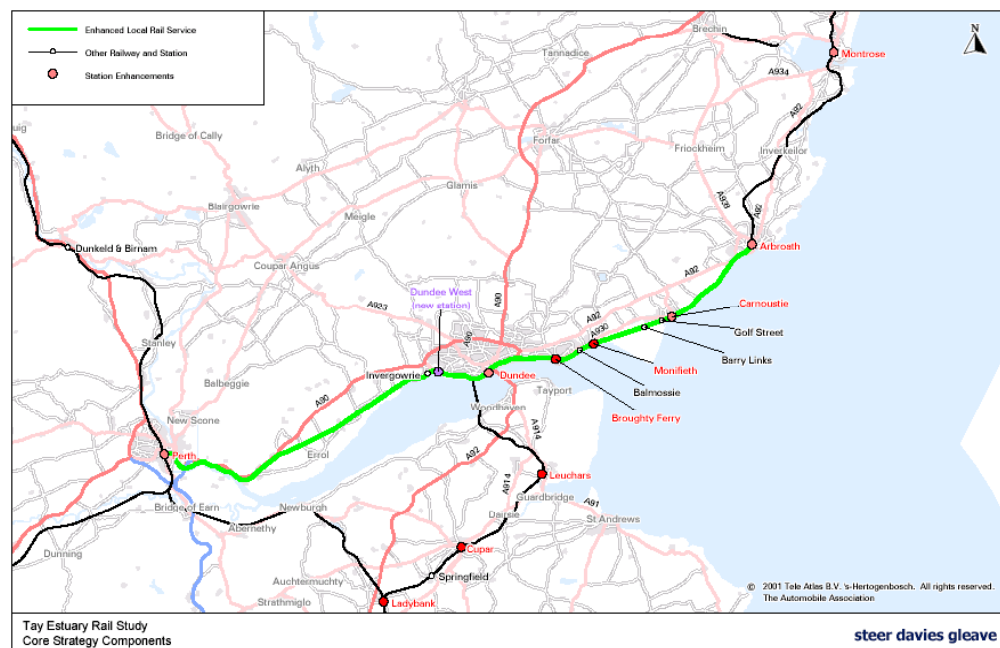 Enhanced Local Rail Service
Other Railway and Station
Station Enhancements
N
Brechin
Montrose
Tannadice
A934
A92
uig
Bridge of Cally
Forfar
Friockheim
Inverkeilor
Alyth
Glamis
A928
A92
Blairgowrie
Meigle
Dunkeld & Birnam
Arbroath
Coupar Angus
A92
Dundee West
(new station)
A90
Carnoustie
A923
A92
A930
Golf Street
Stanley
A90
Barry Links
Invergowrie
Dundee
Monifieth
Balbeggie
Tayport
Balmossie
A90
Woodhaven
Broughty Ferry
New Scone
A914
Perth
Errol
A92
Leuchars
A914
Guardbridge
A91
Bridge of Earn
Newburgh
Dairsie
St Andrews
Abernethy
Dunning
Cupar
Auchtermuchty
Springfield
Strathmiglo
Ladybank
© 2001 Tele Atlas B.V. 's-Hertogenbosch. All rights reserved.
The Automobile Association
Tay Estuary Rail Study
Core Strategy Components
steer davies gleave